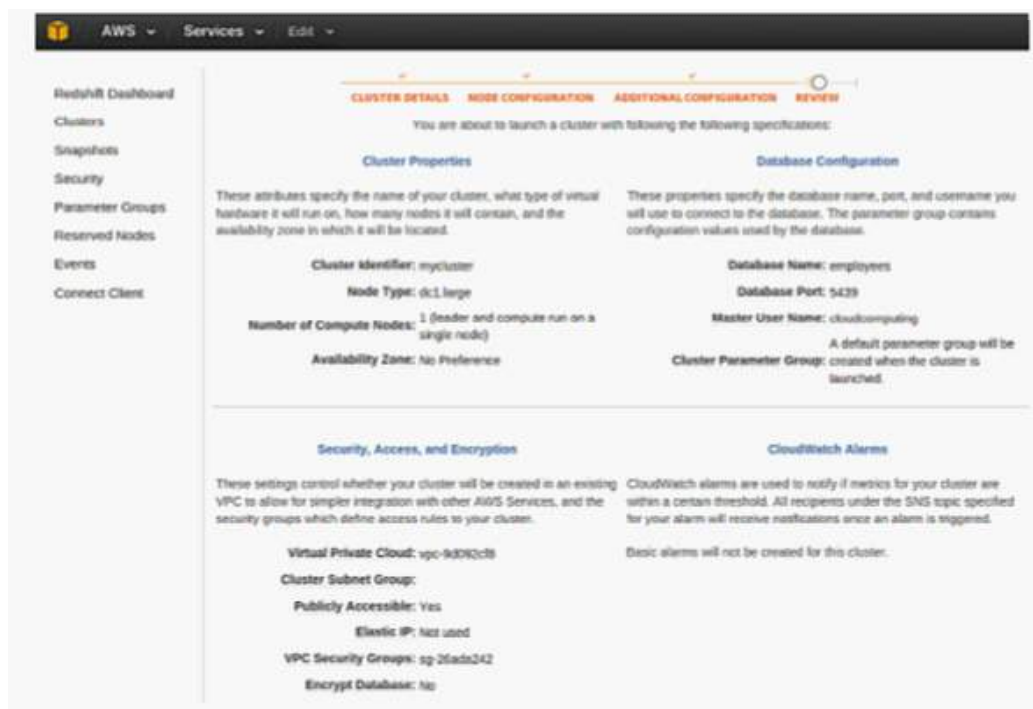 AWS Services Edit
Redshift Dashboard
Clusters
Snapshots
Security
Parameter Groups
Reserved Nodes
Events
Connect Client
CLUSTER DETAILS NODE CONFIGURATION ADDITIONAL CONFIGURATION REVIEW
You are about to launch a cluster with following the following specifications:
Cluster Properties
These attributes specify the name of your cluster, what type of virtual
hardware it will run on, how many nodes it will contain, and the
availability zone in which it will be located.
Cluster Identifier: mycluster
Node Type: dc1.large
Number of Compute Nodes: 1 (leader and compute run on a
single node)
Availability Zone: No Preference
Database Configuration
These properties specify the database name, port, and username you
will use to connect to the database. The parameter group contains
configuration values used by the database.
Database Name: employees
Database Port: 5439
Master User Name: cloudcomputing
Cluster Parameter Group: A default parameter group will be
created when the cluster is
launched.
Security, Access, and Encryption
These settings control whether your cluster will be created in an existing
VPC to allow for simpler integration with other AWS Services, and the
security groups which define access rules to your cluster.
Virtual Private Cloud:
Cluster Subnet Group:
Publicly Accessible: Yes
Elastic IP: Not used
VPC Security Groups: sg-26ada242
Encrypt Database: No
CloudWatch Alarms
CloudWatch alarms are used to notify if metrics for your cluster are
within a certain threshold. All recipients under the SNS topic specified
for your alarm will receive notifications once an alarm is triggered.
Basic alarms will not be created for this cluster.